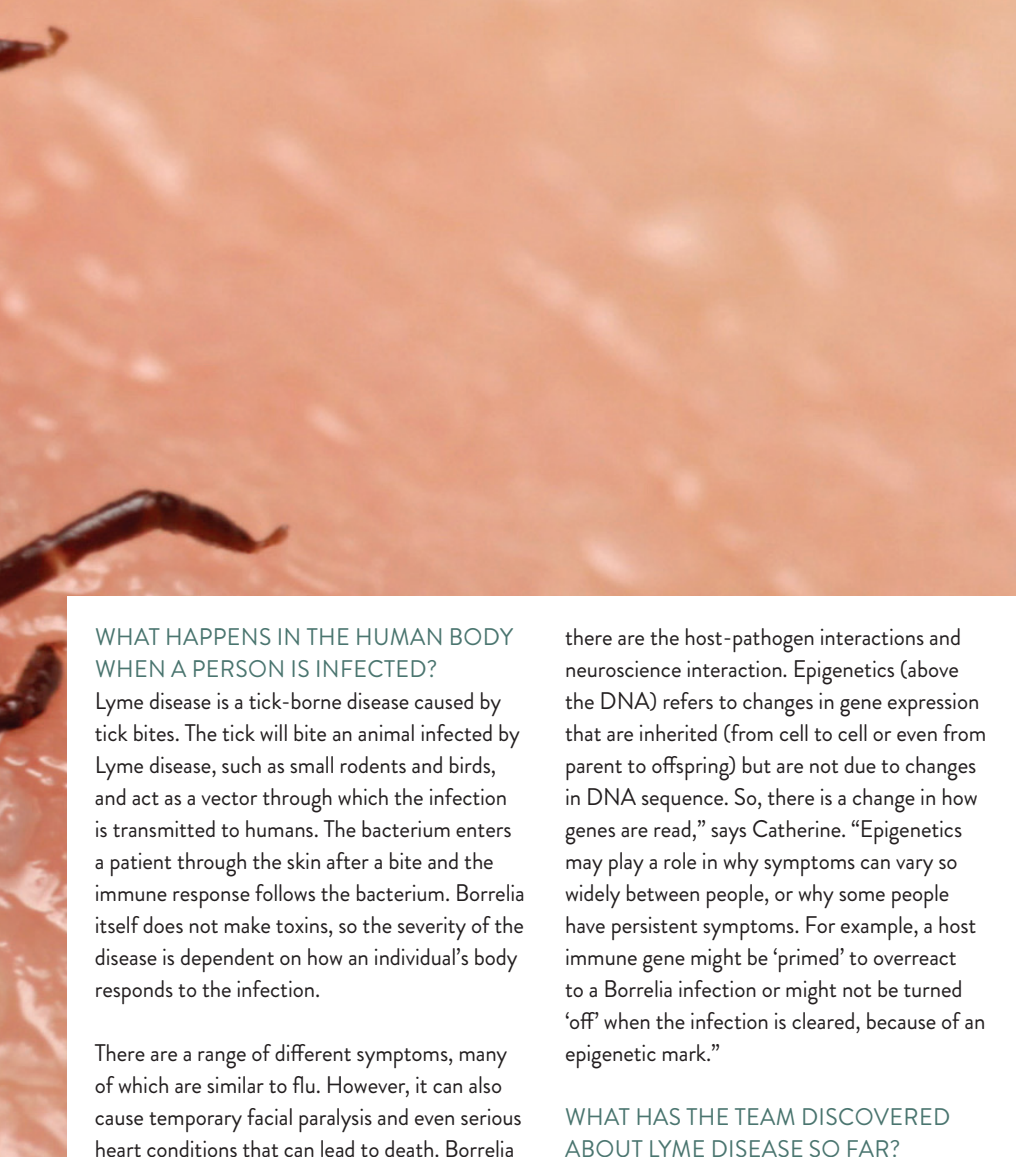 WHAT HAPPENS IN THE HUMAN BODY
WHEN A PERSON IS INFECTED?
Lyme disease is a tick-borne disease caused by
tick bites. The tick will bite an animal infected by
Lyme disease, such as small rodents and birds,
and act as a vector through which the infection
is transmitted to humans. The bacterium enters
a patient through the skin after a bite and the
immune response follows the bacterium. Borrelia
itself does not make toxins, so the severity of the
disease is dependent on how an individual’s body
responds to the infection.
There are a range of different symptoms, many
of which are similar to flu. However, it can also
cause temporary facial paralysis and even serious
heart conditions that can lead to death. Borrelia
there are the host-pathogen interactions and
neuroscience interaction. Epigenetics (above
the DNA) refers to changes in gene expression
that are inherited (from cell to cell or even from
parent to offspring) but are not due to changes
in DNA sequence. So, there is a change in how
genes are read,” says Catherine. “Epigenetics
may play a role in why symptoms can vary so
widely between people, or why some people
have persistent symptoms. For example, a host
immune gene might be ‘primed’ to overreact
to a Borrelia infection or might not be turned
‘off’ when the infection is cleared, because of an
epigenetic mark.”
WHAT HAS THE TEAM DISCOVERED
ABOUT LYME DISEASE SO FAR?